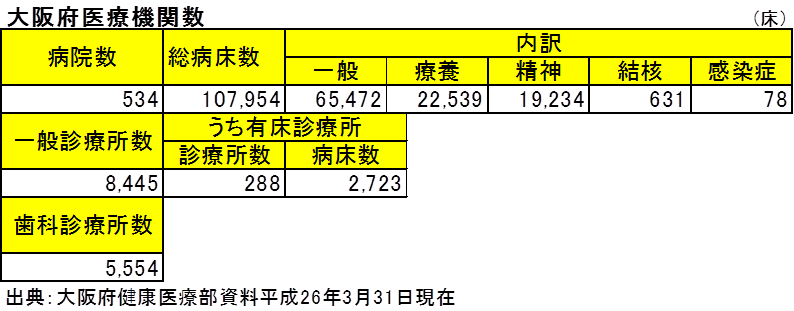 大阪府医療機関数 （床）
病院数 総病床数 内訳
一般 療養 精神 結核 感染症
534 107,954 65,472 22,539 19,234 631 78
一般診療所数 うち有床診療所
診療所数 病床数
8,445 288 2,723
歯科診療所数
5,554
出典：大阪府健康医療部資料平成26年3月31日現在